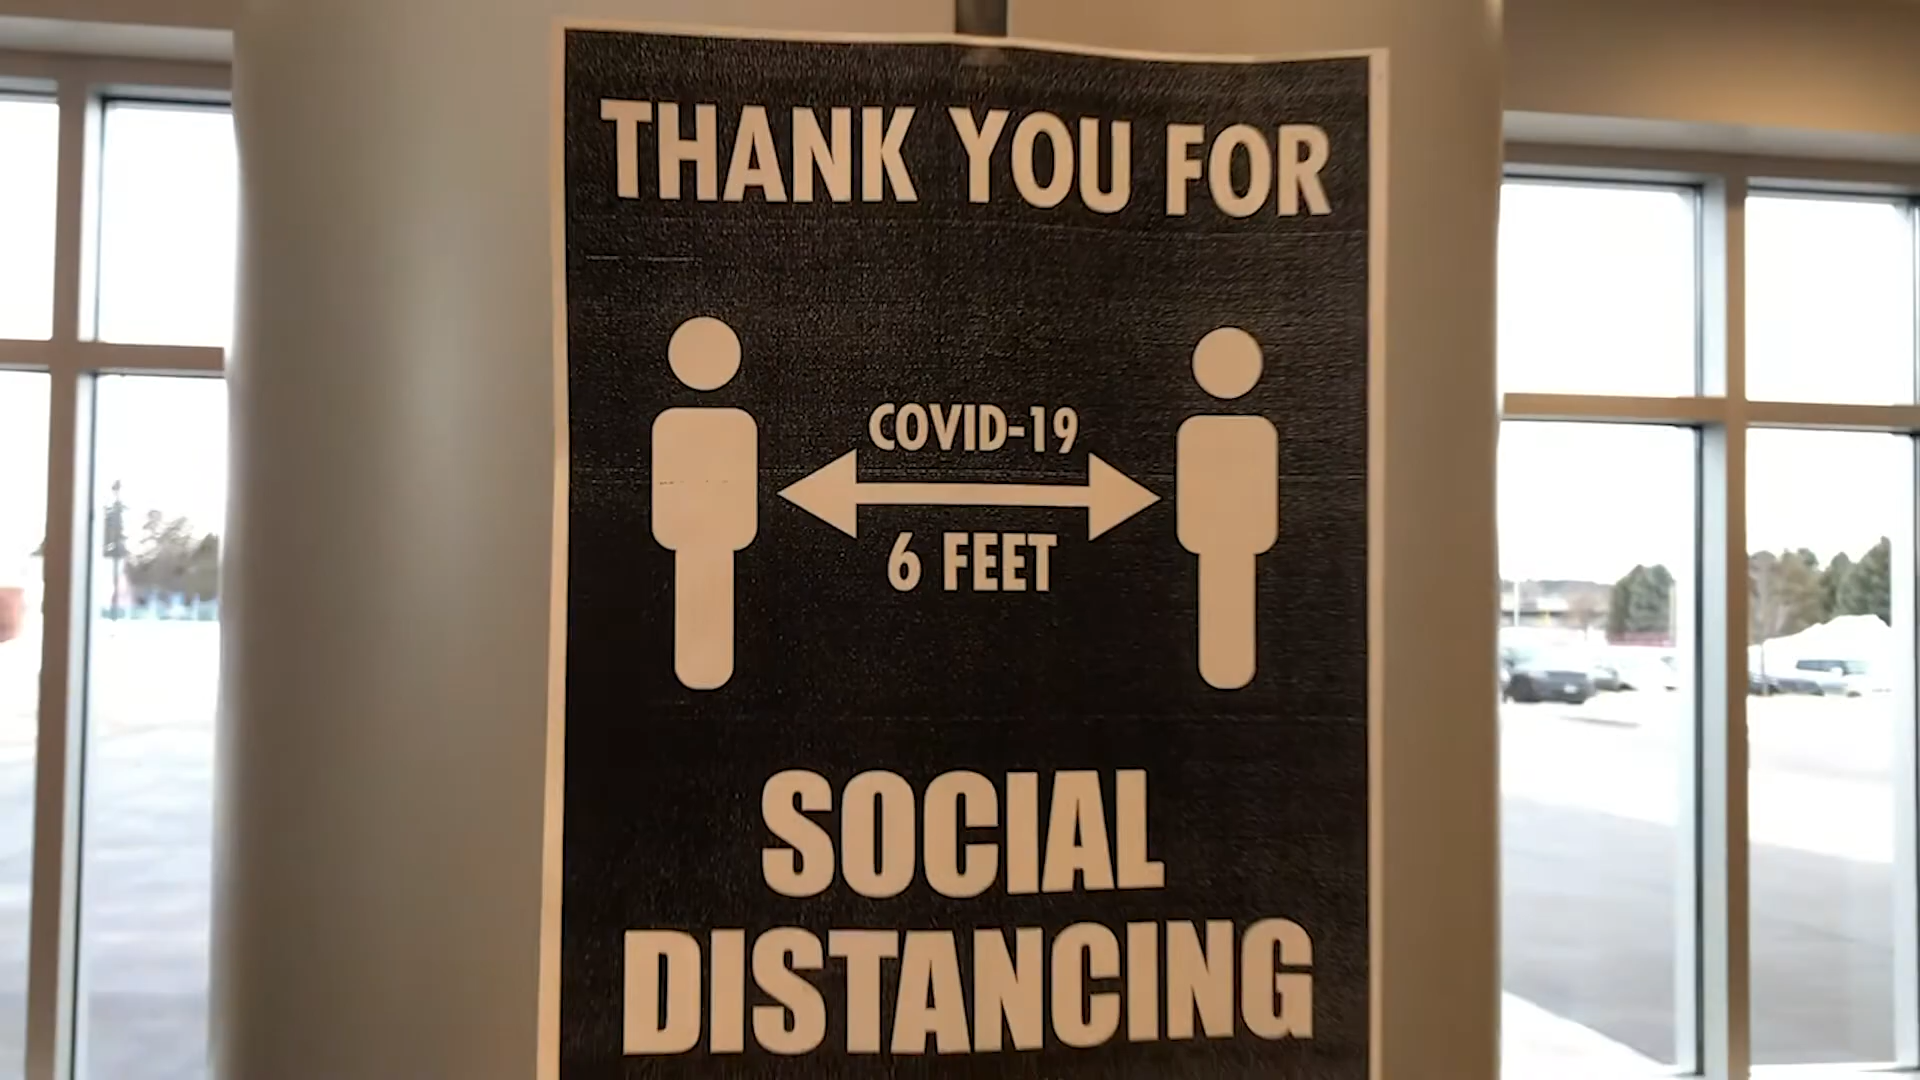 THANK YOU FOR
COVID-19
6 FEET
SOCIAL
DISTANCING